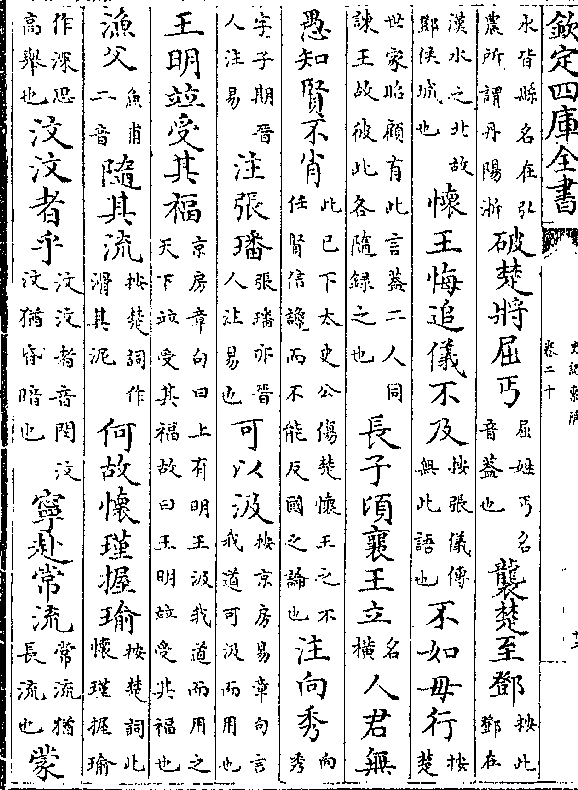 欽定四庫全書
史記索隱
卷二十
永皆縣名在弘
農所謂丹陽淅
破楚將屈丐
屈姓丐名
音蓋也
襲楚至鄧
按此
鄧在
漢水之北故
鄧侯城也
懷王悔追儀不及
按張儀傳
無此語也
不如毋行
按
楚
世家昭顧有此言蓋二人同
諫王故彼此各隨錄之也
長子頃襄王立
名
橫
人君無
愚知賢不肖
此已下太史公傷楚懷王之不
任賢信讒而不能反國之論也
注向秀
向
秀
字子期晉
人注易
注張璠
張璠亦晉
人注易也
可以汲
按京房易章句言
我道可汲而用也
王明並受其福
京房章句曰上有明王汲我道而用之
天下並受其福故曰王明並受其福也
漁父
魚甫
二音
隨其流
按楚詞作
滑其泥
何故懷瑾握瑜
按楚詞此
懷瑾握瑜
作深思
高舉也
汶汶者乎
汶汶者音閔汶
汶猶昏暗也
寧赴常流
常流猶
長流也
蒙